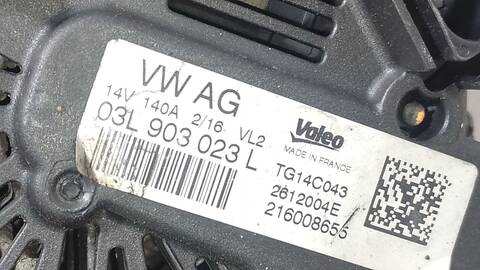 VW AG
14V 140A 2/16 VL2
03L 903 023 L
Valeo
MADE IN FRANCE
TG14C043
2612004E
216008655